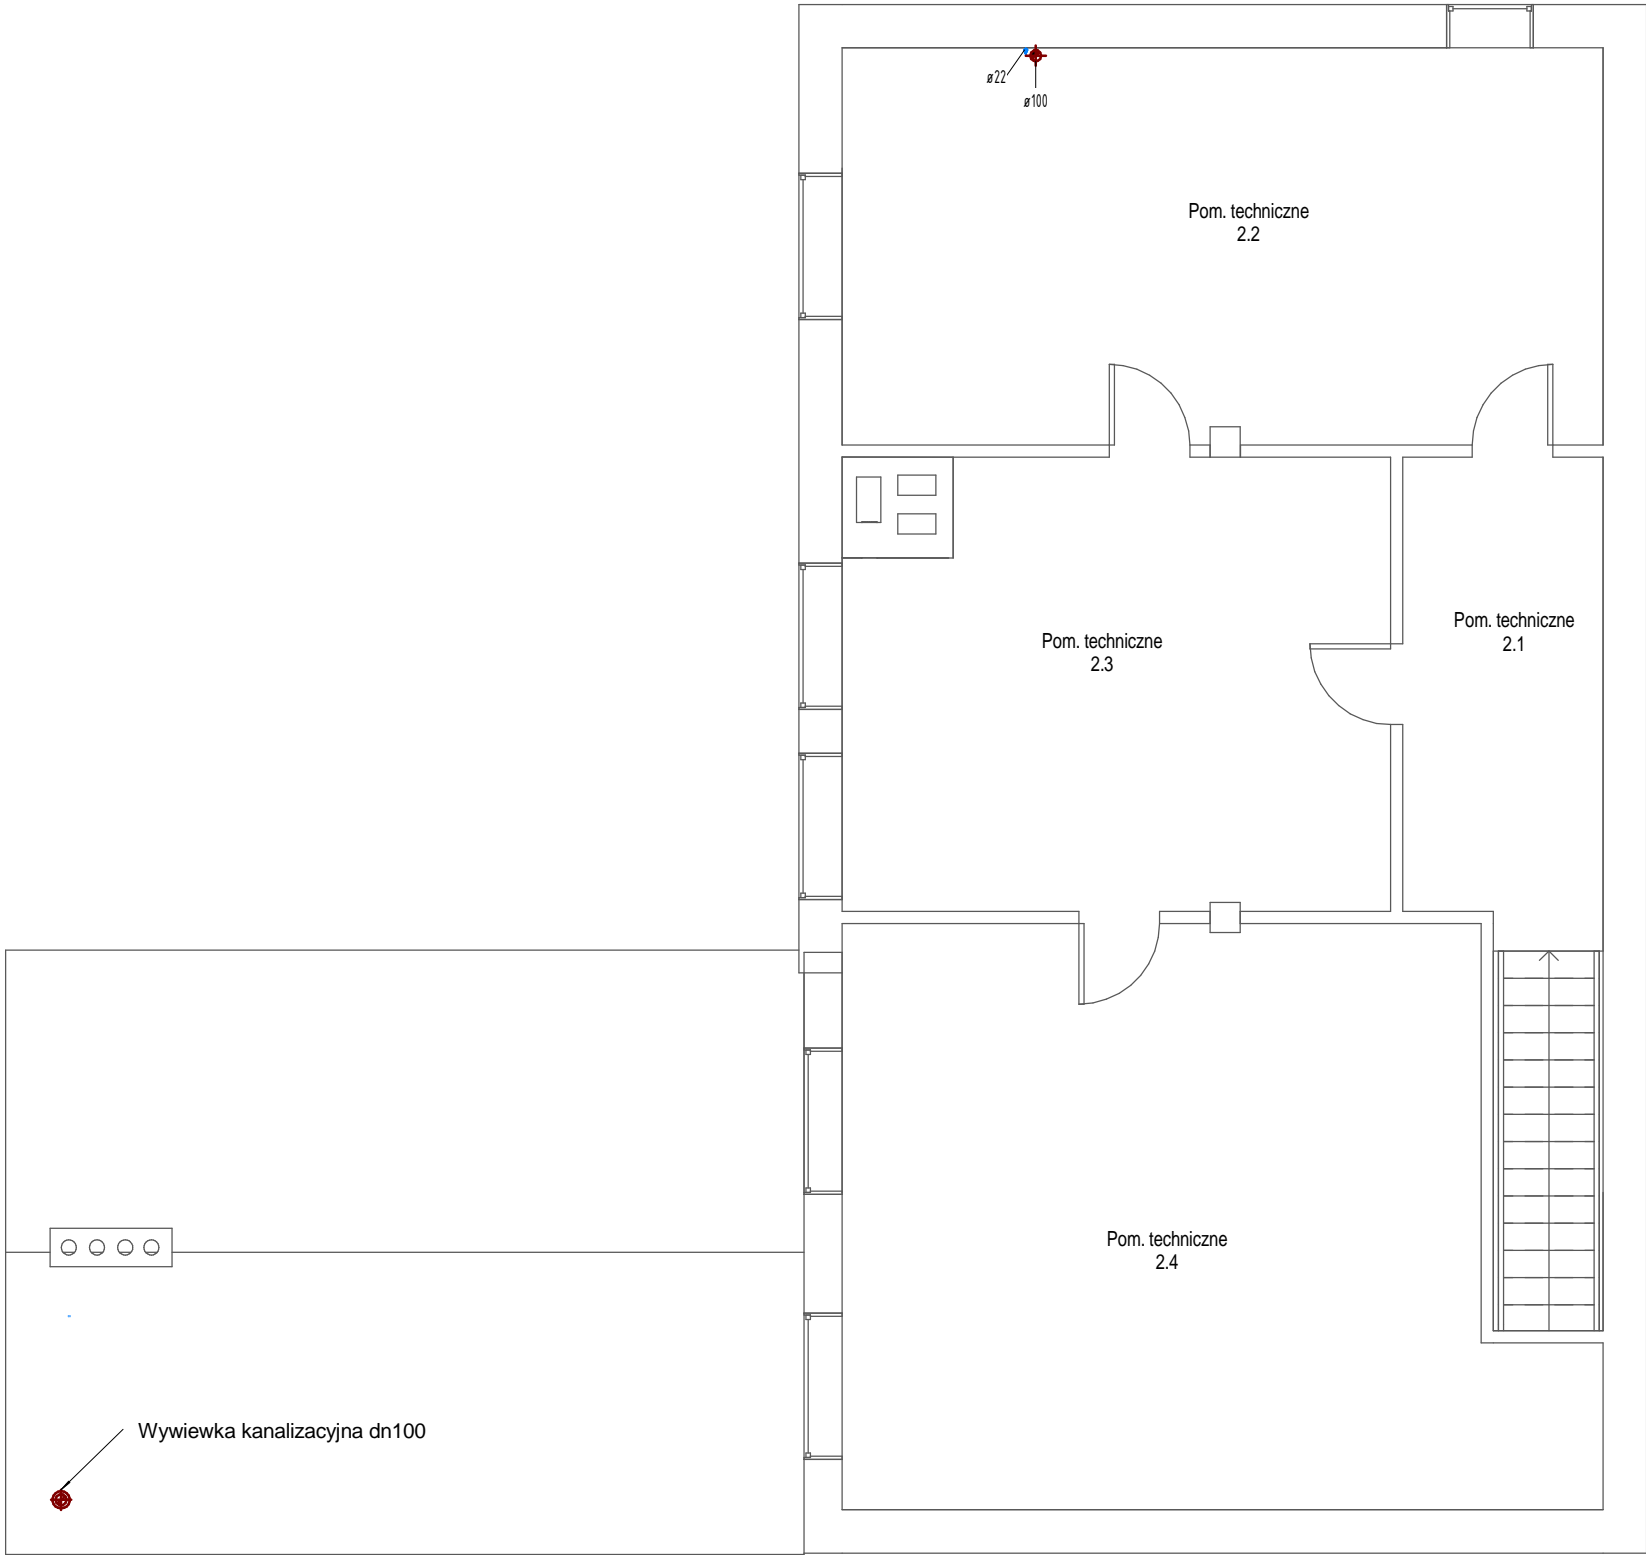 ø22
ø100
Pom. techniczne
2.2
Pom. techniczne
2.1
Pom. techniczne
2.3
Pom. techniczne
2.4
Wywiewka kanalizacyjna dn100